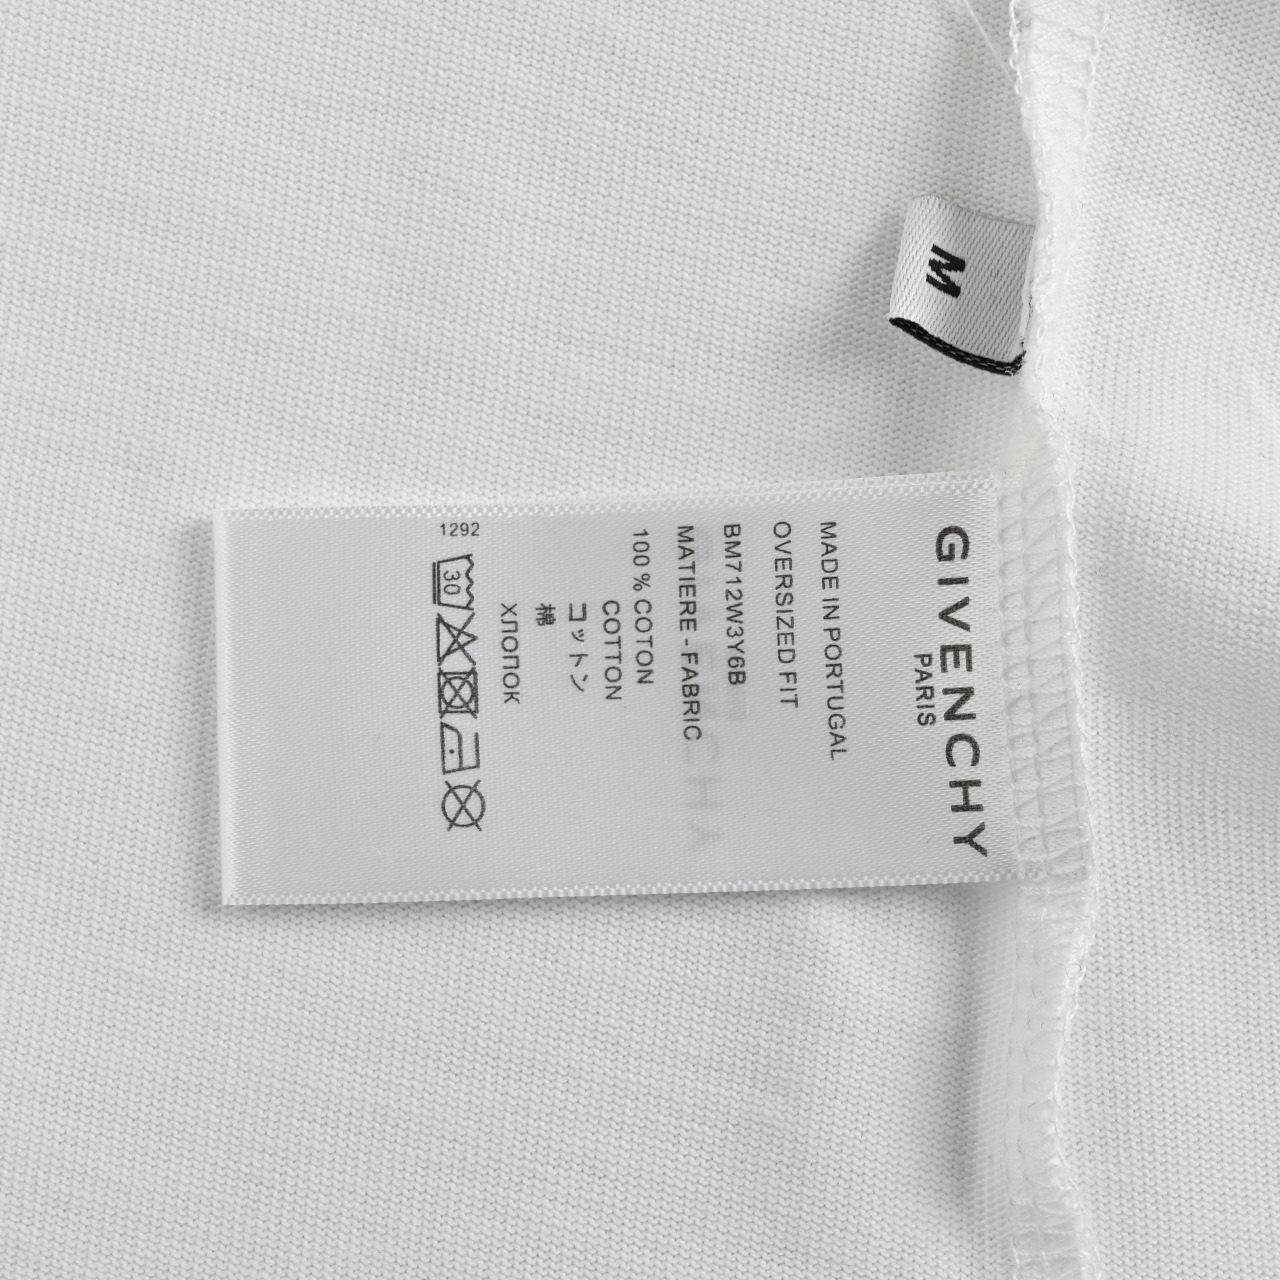 M
GIVENCHY
PARIS
MADE IN PORTUGAL
OVERSIZED FIT
BM712W3Y6B
MATIERE - FABRIC
100 % COTON
COTTON
コットン
棉
ХЛОПОК
30
1292